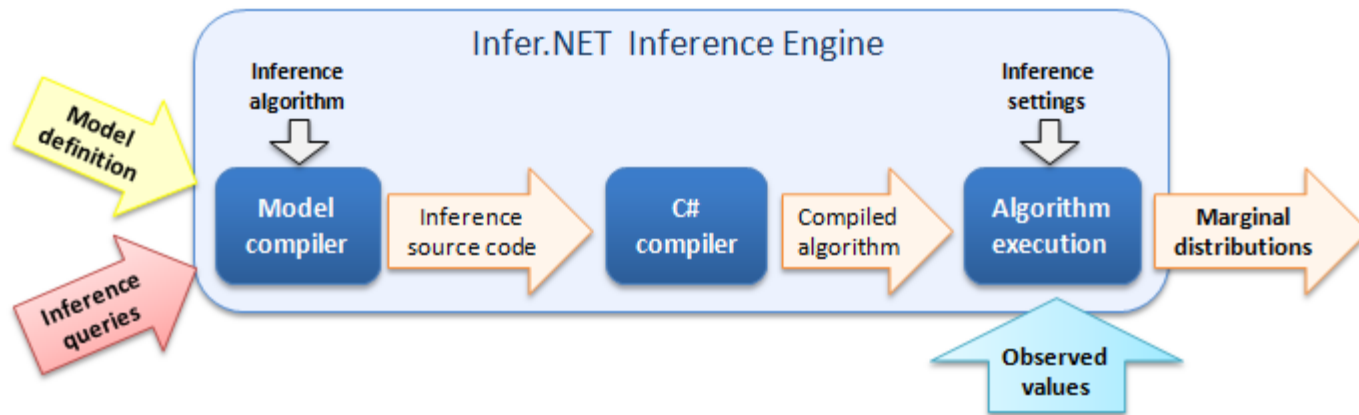 Infer.NET Inference Engine
Inference
algorithm
Inference
settings
Model
definition
Model
compiler
Inference
source code
C#
compiler
Compiled
algorithm
Algorithm
execution
Marginal
distributions
Inference
queries
Observed
values